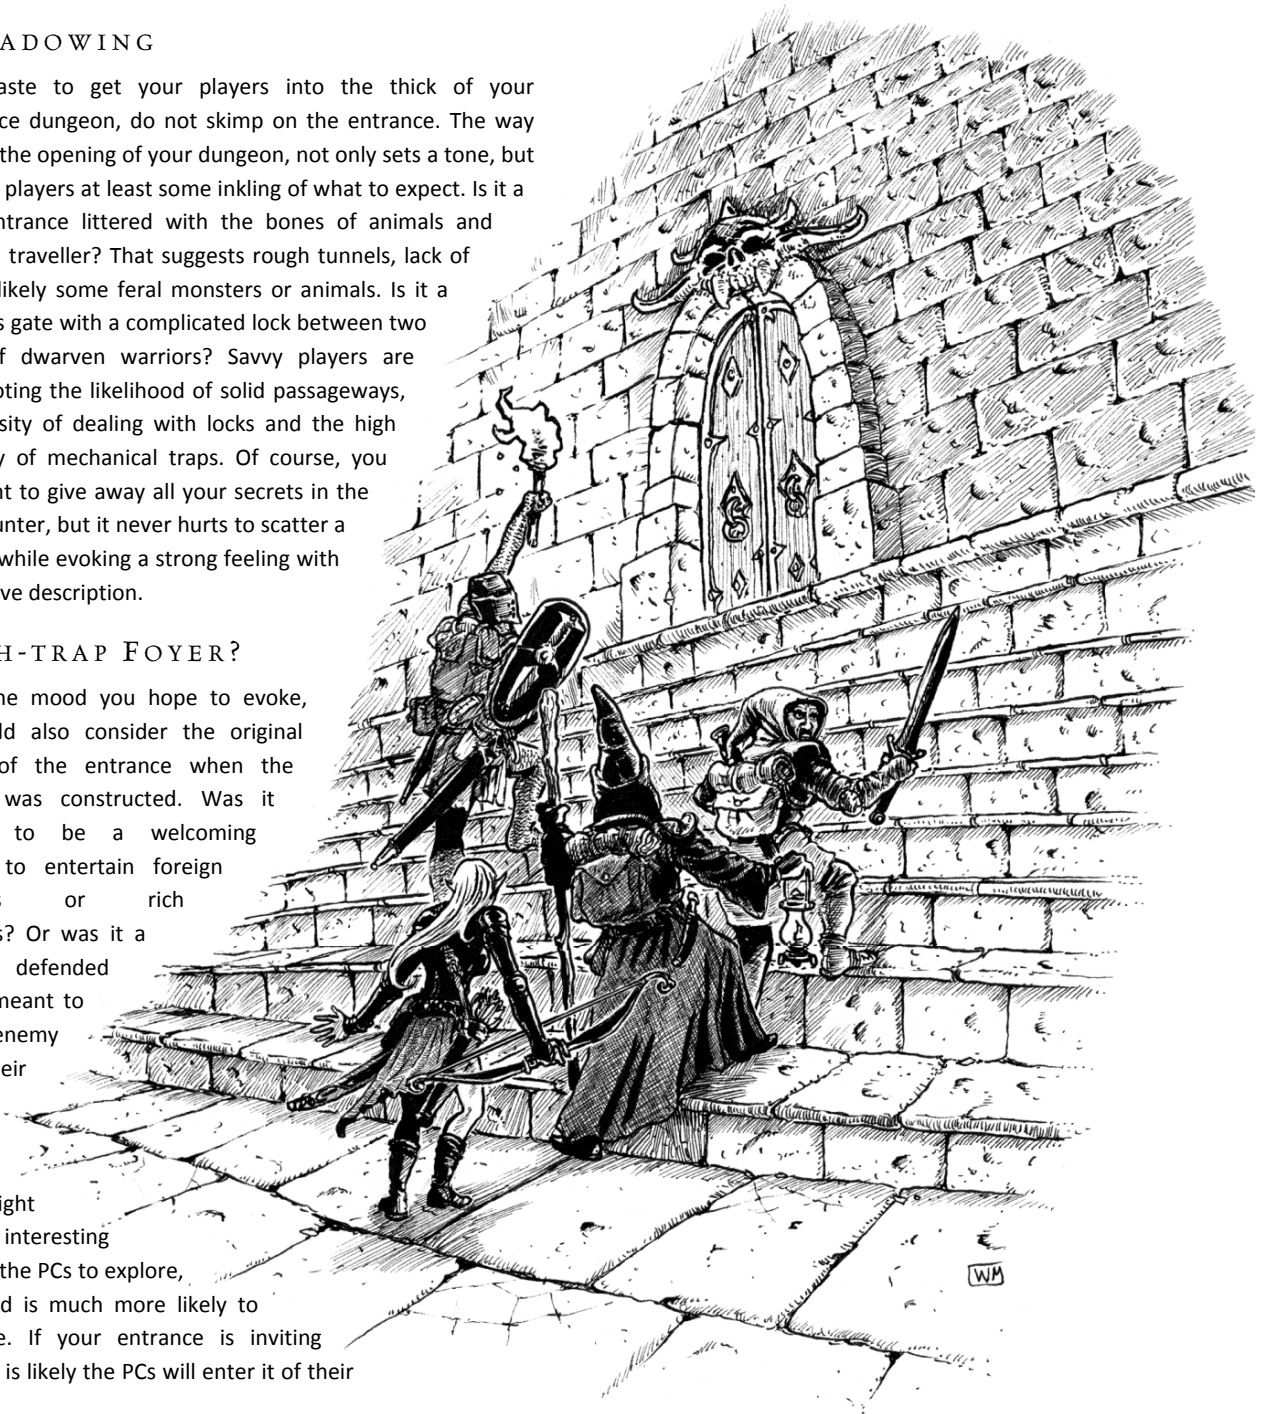 ADOWING
aste to get your players into the thick of your
ce dungeon, do not skimp on the entrance. The way
the opening of your dungeon, not only sets a tone, but
players at least some inkling of what to expect. Is it a
ntrance littered with the bones of animals and
traveller? That suggests rough tunnels, lack of
likely some feral monsters or animals. Is it a
s gate with a complicated lock between two
f dwarven warriors? Savvy players are
oting the likelihood of solid passageways,
sity of dealing with locks and the high
y of mechanical traps. Of course, you
nt to give away all your secrets in the
unter, but it never hurts to scatter a
while evoking a strong feeling with
ve description.
H-TRAP FOYER?
he mood you hope to evoke,
ld also consider the original
of the entrance when the
was constructed. Was it
to be a welcoming
to entertain foreign
s or rich
s? Or was it a
defended
meant to
enemy
eir
ight
interesting
the PCs to explore,
d is much more likely to
e. If your entrance is inviting
is likely the PCs will enter it of their
WM